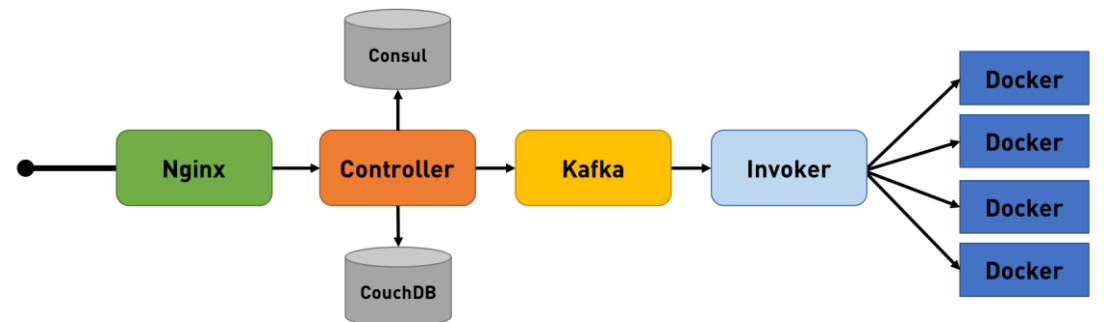 Consul
Nginx
Controller
Kafka
Invoker
CouchDB
Docker
Docker
Docker
Docker